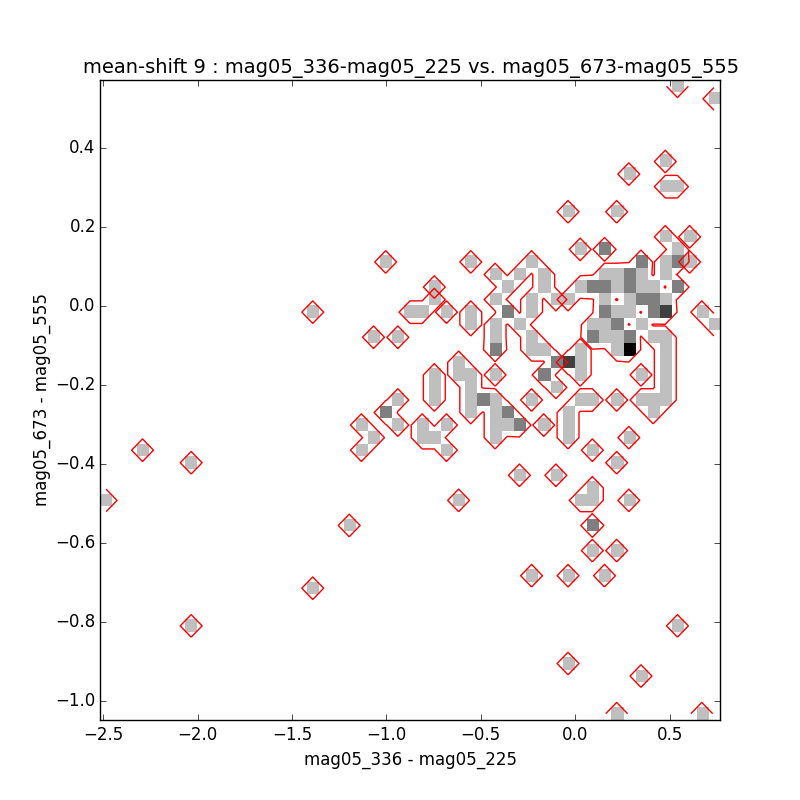 mean-shift 9 : mag05_336-mag05_225 vs. mag05_673-mag05_555
0.4
0.2
0.0
−0.2
−0.4
−0.6
−0.8
−1.0
mag05_673 - mag05_555
−2.5 −2.0 −1.5 −1.0 −0.5 0.0 0.5
mag05_336 - mag05_225